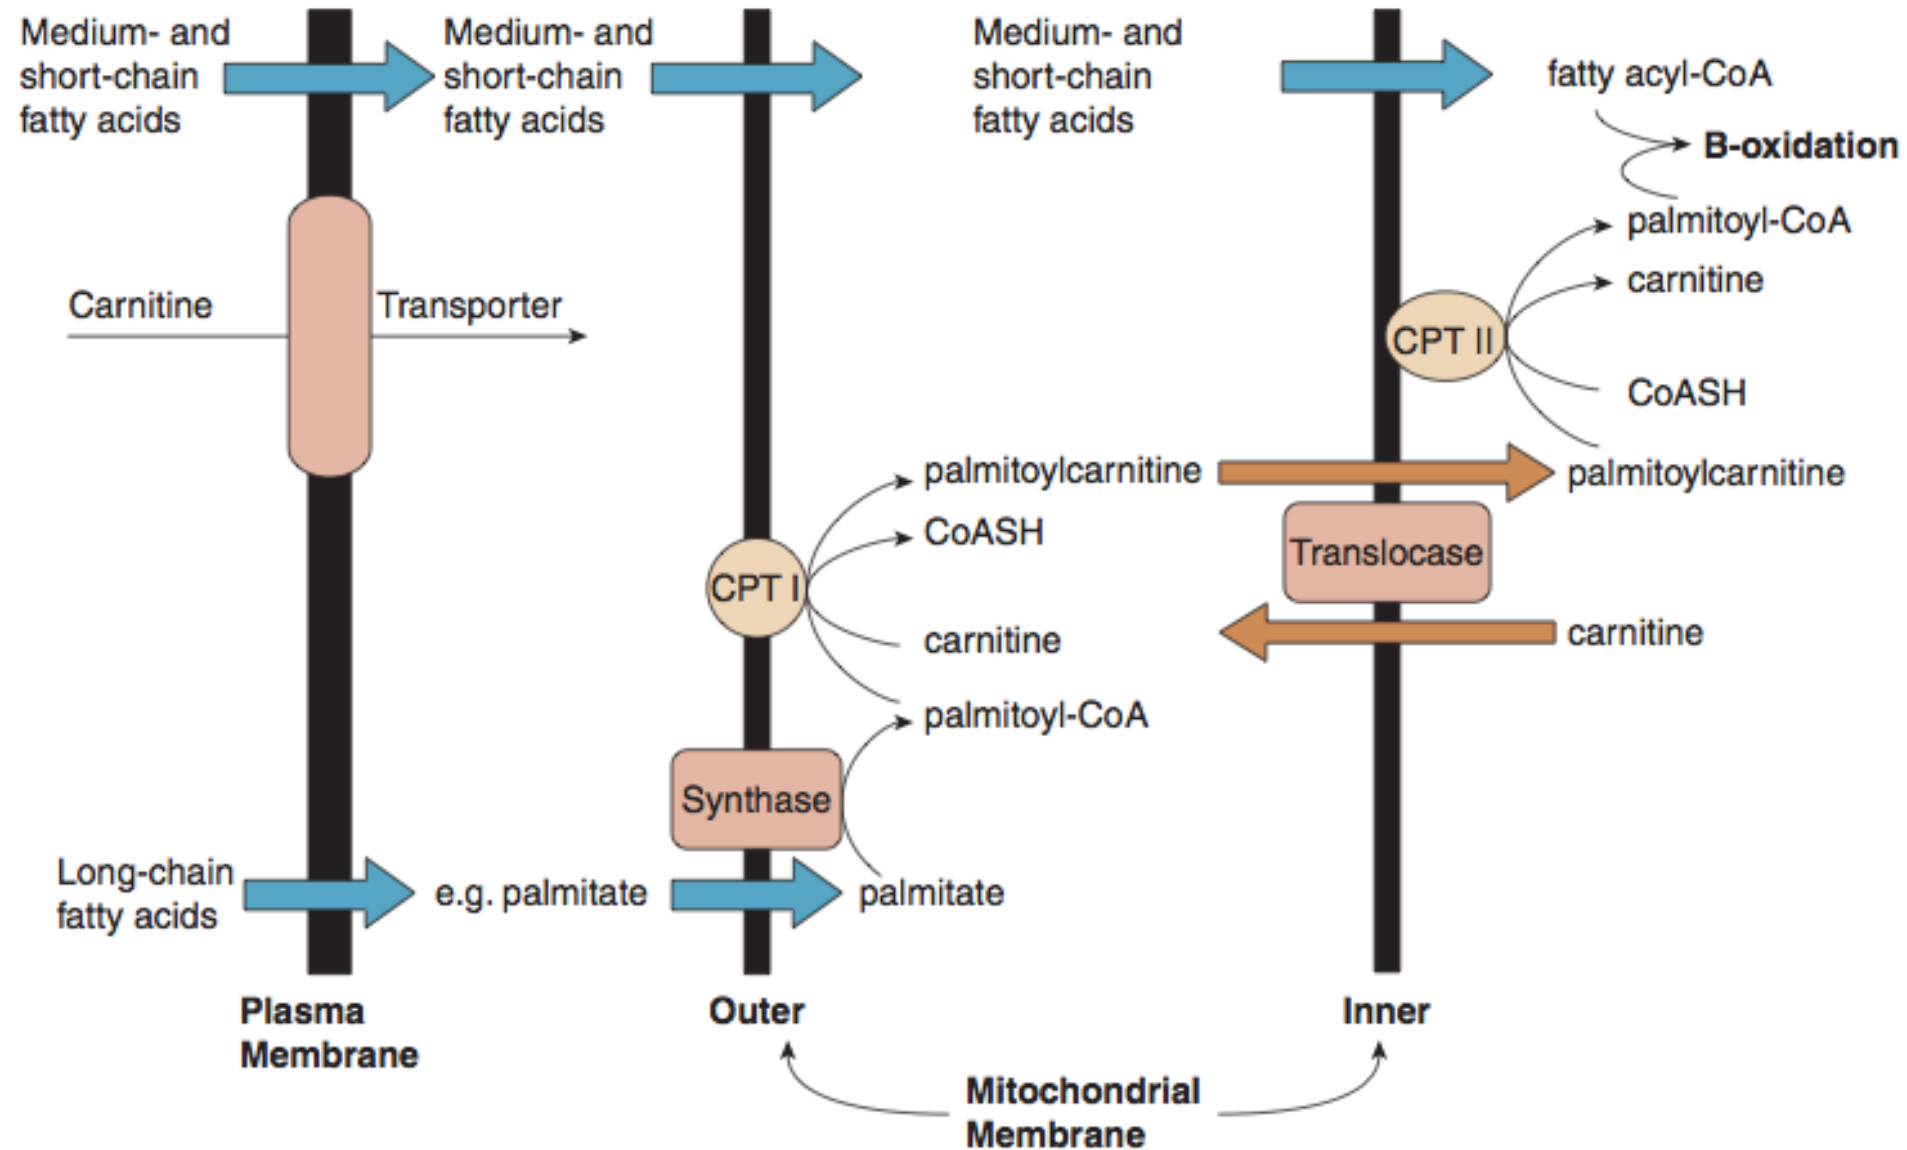 Medium- and
short-chain
fatty acids
Medium- and
short-chain
fatty acids
Medium- and
short-chain
fatty acids
fatty acyl-CoA
B-oxidation
palmitoyl-CoA
carnitine
Carnitine
Transporter
CPT II
CoASH
palmitoylcarnitine
palmitoylcarnitine
CoASH
Translocase
CPT I
carnitine
carnitine
palmitoyl-CoA
Synthase
Long-chain
fatty acids
e.g. palmitate
palmitate
Plasma
Membrane
Outer
Inner
Mitochondrial
Membrane